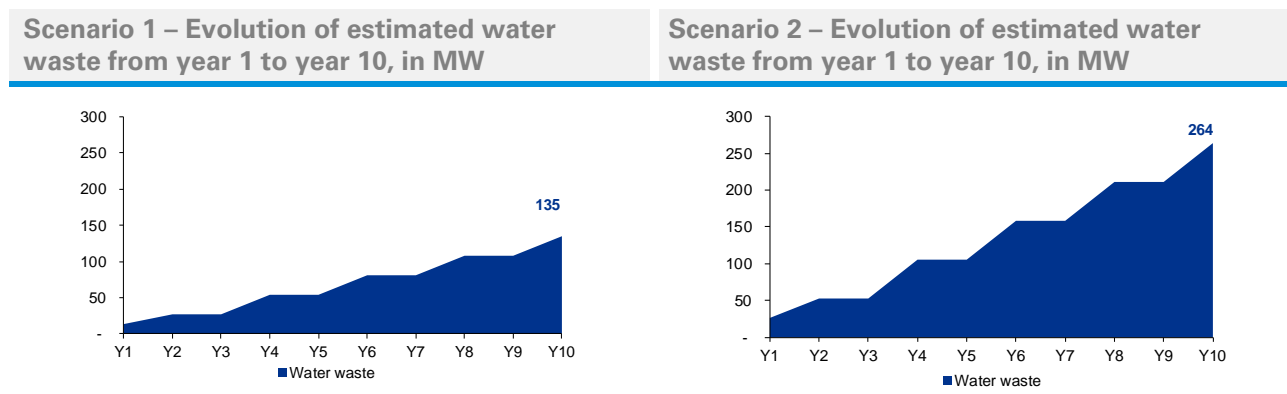 Scenario 1 – Evolution of estimated water
waste from year 1 to year 10, in MW
300
250
200
150
100
50
-
135
Y1 Y2 Y3 Y4 Y5 Y6 Y7 Y8 Y9 Y10
Water waste
Scenario 2 – Evolution of estimated water
waste from year 1 to year 10, in MW
300
250
200
150
100
50
-
264
Y1 Y2 Y3 Y4 Y5 Y6 Y7 Y8 Y9 Y10
Water waste